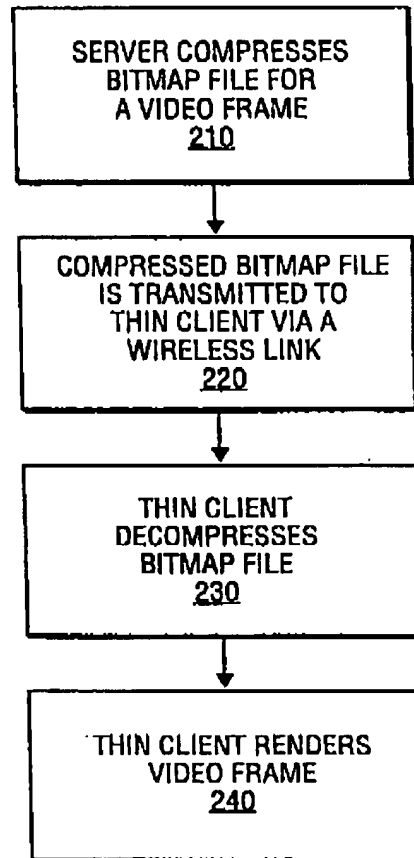 SERVER COMPRESSES
BITMAP FILE FOR
A VIDEO FRAME
210
COMPRESSED BITMAP FILE
IS TRANSMITTED TO
THIN CLIENT VIA A
WIRELESS LINK
220
THIN CLIENT
DECOMPRESSES
BITMAP FILE
230
THIN CLIENT RENDERS
VIDEO FRAME
240